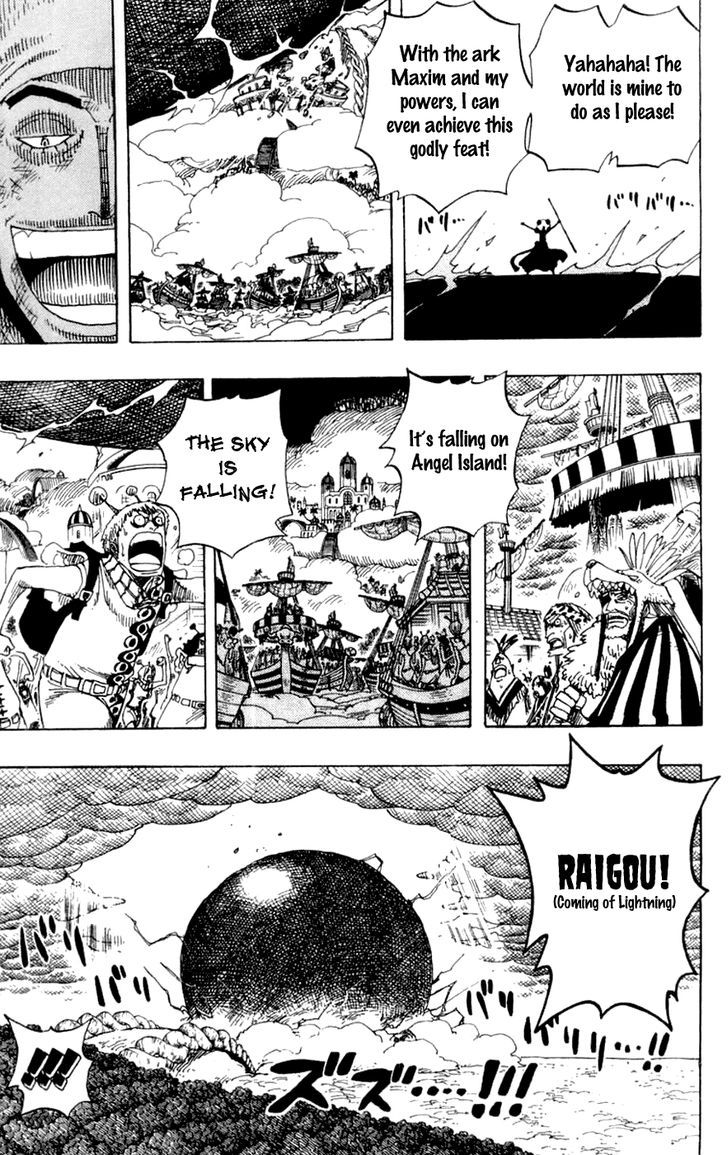 Yahahaha! The
world is mine to
do as I please!
With the ark
Maxim and my
powers, I can
even achieve this
godly feat!
バリバリ
バリバリ
It's falling on
Angel Island!
THE SKY
IS
FALLING!
RAIGOU!
(Coming of Lightning)
バリバリ
バリバリ
ズズ....!!!
!!!!